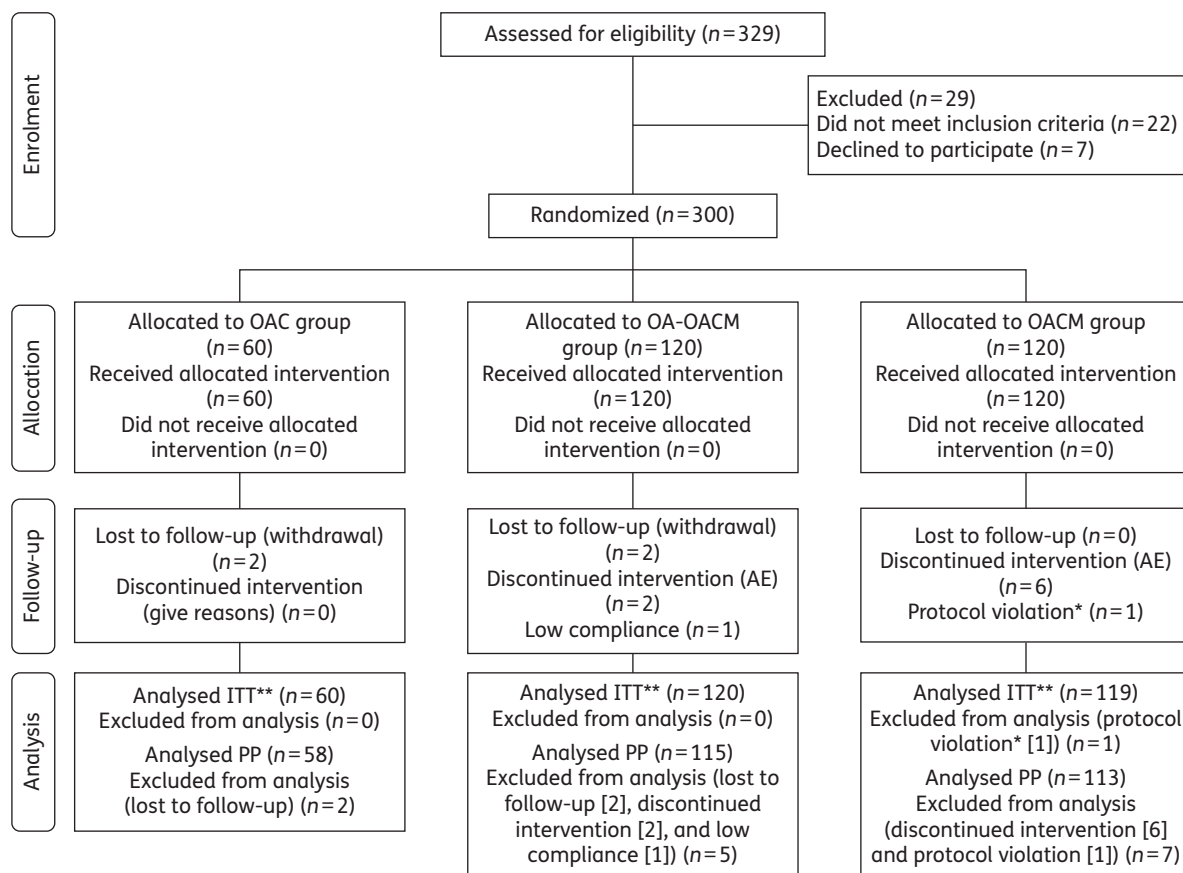 Enrolment
Assessed for eligibility (n=329)
Excluded (n=29)
Did not meet inclusion criteria (n=22)
Declined to participate (n=7)
Randomized (n=300)
Allocation
Allocated to OAC group
(n=60)
Received allocated intervention
(n=60)
Did not receive allocated
intervention (n=0)
Allocated to OA-OACM
group (n=120)
Received allocated intervention
(n=120)
Did not receive allocated
intervention (n=0)
Allocated to OACM group
(n=120)
Received allocated intervention
(n=120)
Did not receive allocated
intervention (n=0)
Follow-up
Lost to follow-up (withdrawal)
(n=2)
Discontinued intervention
(give reasons) (n=0)
Lost to follow-up (withdrawal)
(n=2)
Discontinued intervention (AE)
(n=2)
Low compliance (n=1)
Lost to follow-up (n=0)
Discontinued intervention (AE)
(n=6)
Protocol violation* (n=1)
Analysis
Analysed ITT** (n=60)
Excluded from analysis (n=0)
Analysed PP (n=58)
Excluded from analysis
(lost to follow-up) (n=2)
Analysed ITT** (n=120)
Excluded from analysis (n=0)
Analysed PP (n=115)
Excluded from analysis (lost to
follow-up [2], discontinued
intervention [2], and low
compliance [1]) (n=5)
Analysed ITT** (n=119)
Excluded from analysis (protocol
violation* [1]) (n=1)
Analysed PP (n=113)
Excluded from analysis
(discontinued intervention [6]
and protocol violation [1]) (n=7)